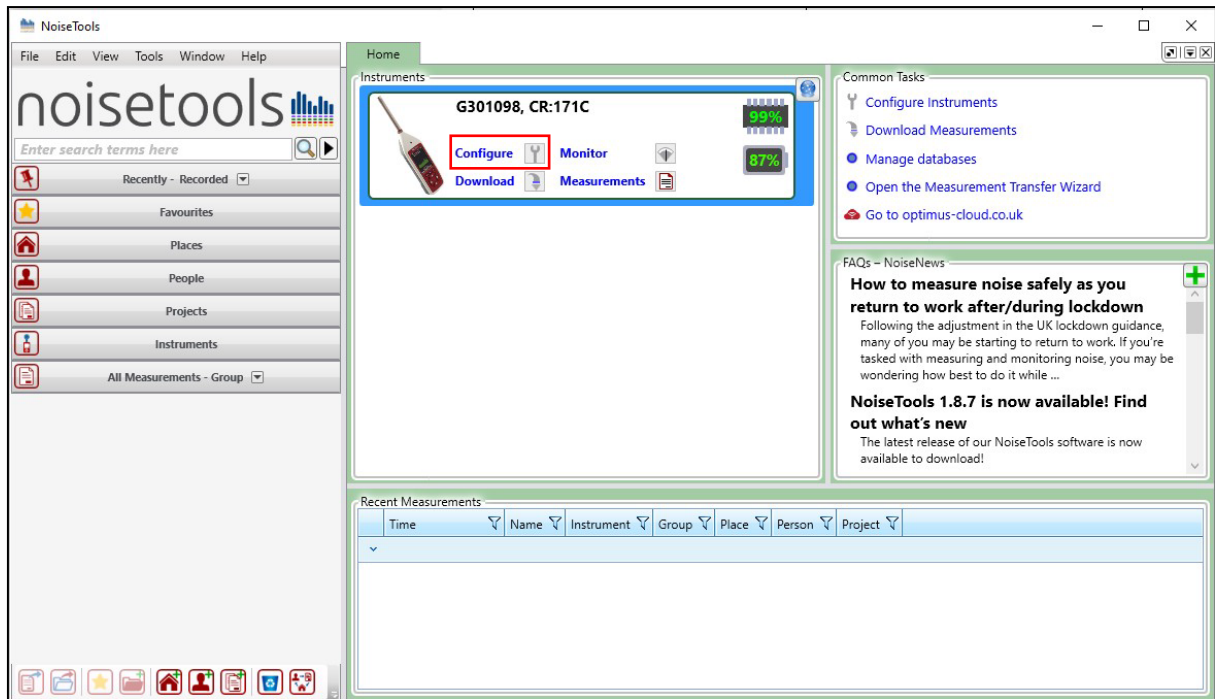 NoiseTools
File Edit View Tools Window Help
noisetools
Enter search terms here
Recently - Recorded
Favourites
Places
People
Projects
Instruments
All Measurements - Group
Home
Instruments
G301098, CR:171C
99%
Configure Monitor
87%
Download Measurements
Common Tasks
Configure Instruments
Download Measurements
Manage databases
Open the Measurement Transfer Wizard
Go to optimus-cloud.co.uk
FAQs – NoiseNews
How to measure noise safely as you
return to work after/during lockdown
Following the adjustment in the UK lockdown guidance,
many of you may be starting to return to work. If you're
tasked with measuring and monitoring noise, you may be
wondering how best to do it while ...
NoiseTools 1.8.7 is now available! Find
out what's new
The latest release of our NoiseTools software is now
available to download!
Recent Measurements
Time Name Instrument Group Place Person Project